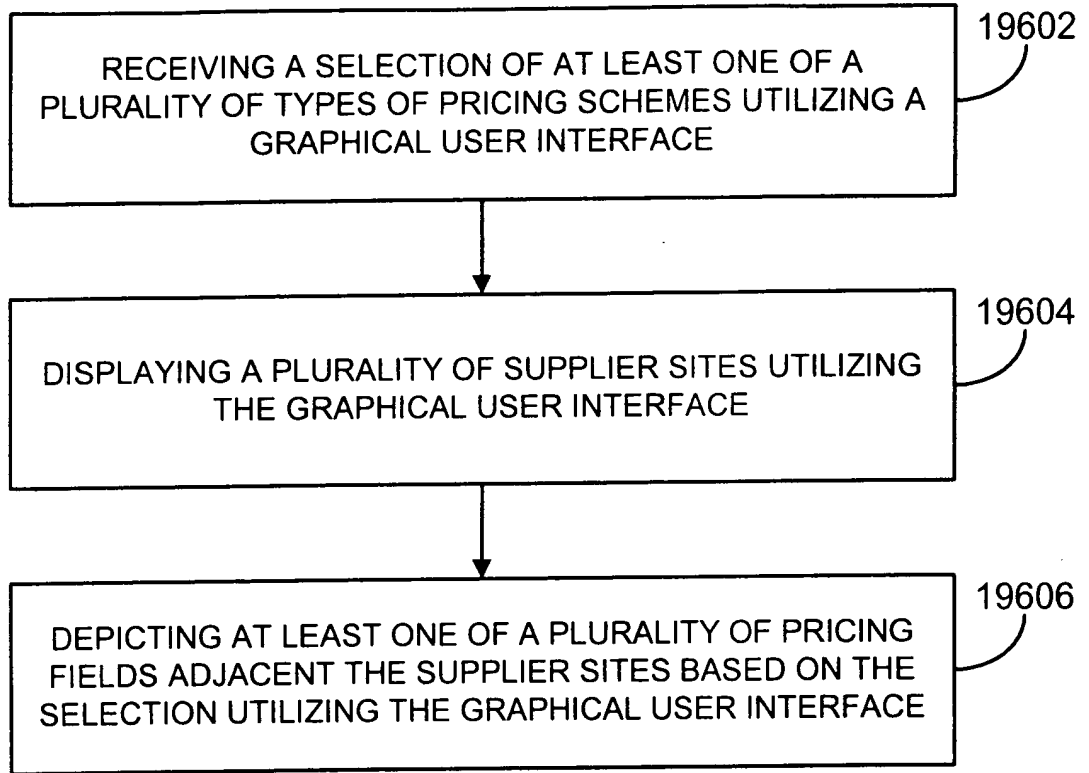 19602
RECEIVING A SELECTION OF AT LEAST ONE OF A
PLURALITY OF TYPES OF PRICING SCHEMES UTILIZING A
GRAPHICAL USER INTERFACE
19604
DISPLAYING A PLURALITY OF SUPPLIER SITES UTILIZING
THE GRAPHICAL USER INTERFACE
19606
DEPICTING AT LEAST ONE OF A PLURALITY OF PRICING
FIELDS ADJACENT THE SUPPLIER SITES BASED ON THE
SELECTION UTILIZING THE GRAPHICAL USER INTERFACE